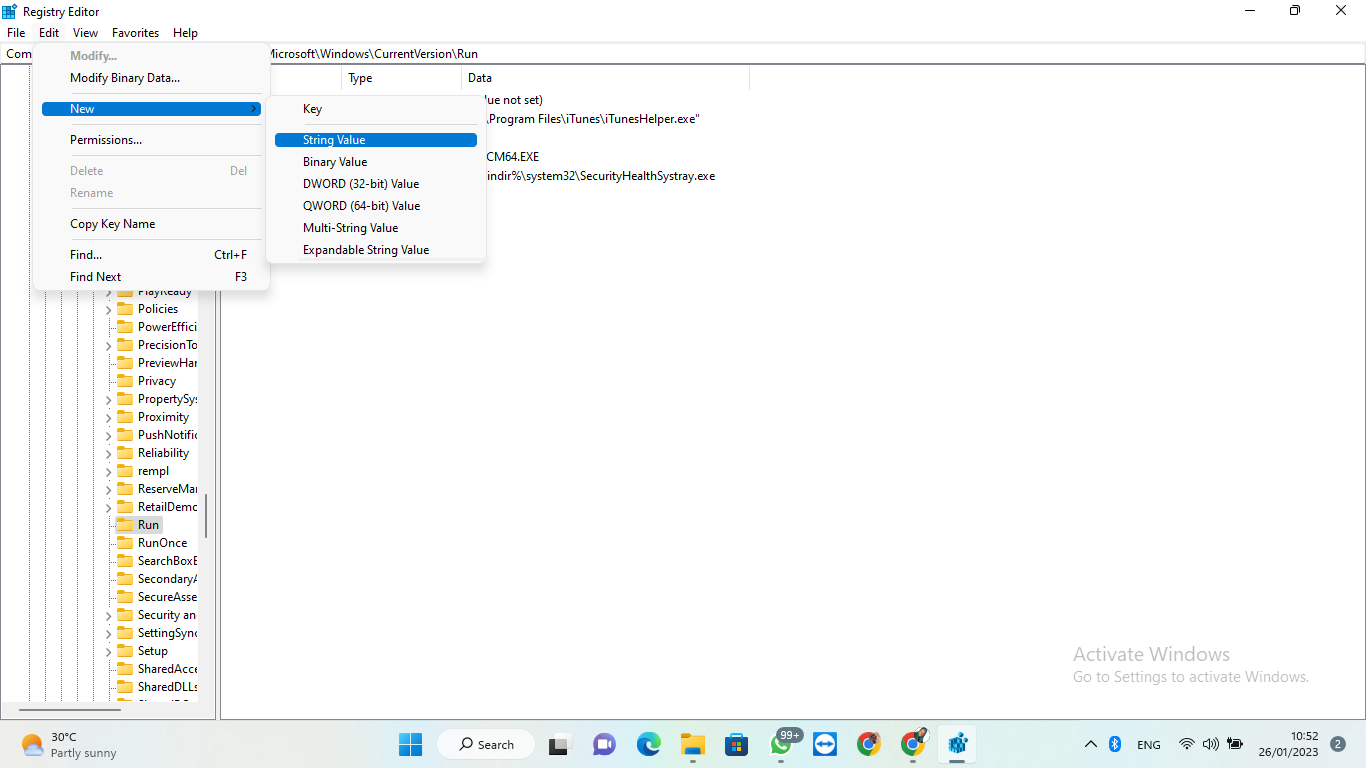 Registry Editor
File Edit View Favorites Help
Com
Microsoft\Windows\CurrentVersion\Run
Modify...
Modify Binary Data...
New
Permissions...
Delete Del
Rename
Copy Key Name
Find... Ctrl+F
Find Next F3
Key
String Value
Binary Value
DWORD (32-bit) Value
QWORD (64-bit) Value
Multi-String Value
Expandable String Value
Type Data
lue not set)
\Program Files\iTunes\iTunesHelper.exe"
CM64.EXE
indir%\system32\SecurityHealthSystray.exe
PlayReady
Policies
PowerEffici
PrecisionTo
PreviewHan
Privacy
PropertySys
Proximity
PushNotific
Reliability
rempl
ReserveMan
RetailDemo
Run
RunOnce
SearchBoxE
SecondaryA
SecureAsse
Security an
SettingSync
Setup
SharedAcce
SharedDLLs
Activate Windows
Go to Settings to activate Windows.
30°C
Partly sunny
Search
99+
ENG
10:52
26/01/2023
2